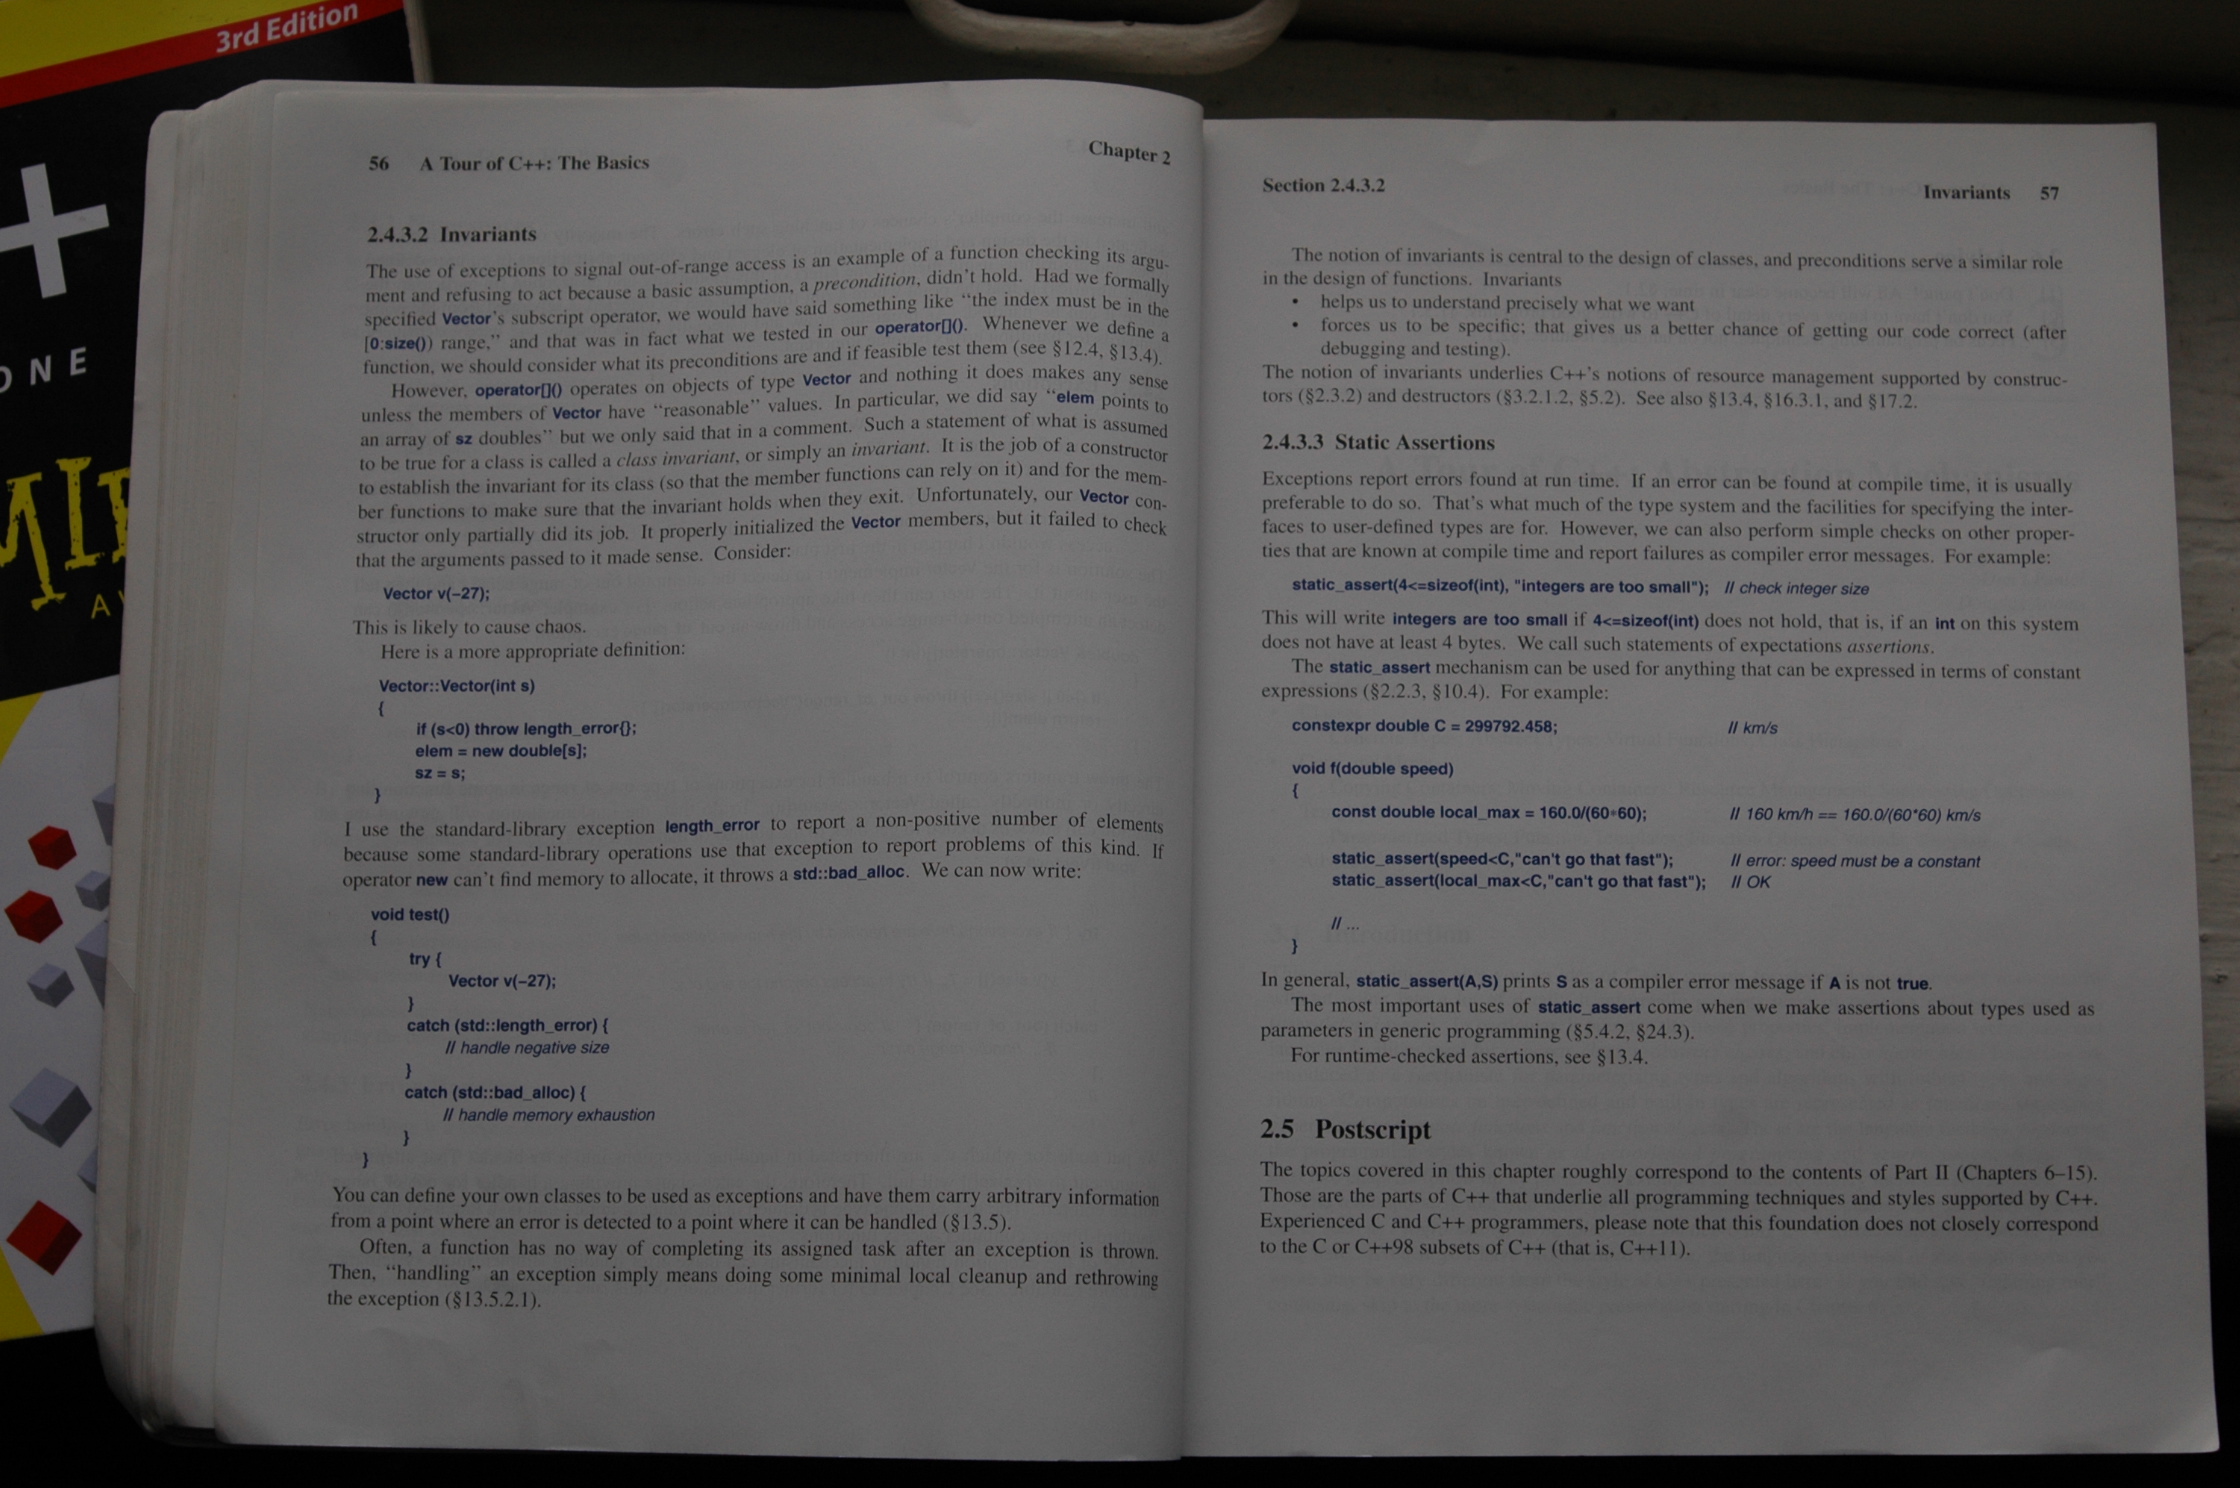 3rd Edition
+
ONE
A
56 A Tour of C++: The Basics
Chapter 2
2.4.3.2 Invariants
The use of exceptions to signal out-of-range access is an example of a function checking its argu-
ment and refusing to act because a basic assumption, a precondition, didn't hold. Had we formally
specified Vector's subscript operator, we would have said something like "the index must be in the
[0:size()) range," and that was in fact what we tested in our operator[](). Whenever we define a
function, we should consider what its preconditions are and if feasible test them (see §12.4, §13.4).
However, operator[]() operates on objects of type Vector and nothing it does makes any sense
unless the members of Vector have "reasonable" values. In particular, we did say "elem points to
an array of sz doubles" but we only said that in a comment. Such a statement of what is assumed
to be true for a class is called a class invariant, or simply an invariant. It is the job of a constructor
to establish the invariant for its class (so that the member functions can rely on it) and for the mem-
ber functions to make sure that the invariant holds when they exit. Unfortunately, our Vector con-
structor only partially did its job. It properly initialized the Vector members, but it failed to check
that the arguments passed to it made sense. Consider:
Vector v(−27);
This is likely to cause chaos.
Here is a more appropriate definition:
Vector::Vector(int s)
{
if (s<0) throw length_error{};
elem = new double[s];
sz = s;
}
I use the standard-library exception length_error to report a non-positive number of elements
because some standard-library operations use that exception to report problems of this kind. If
operator new can't find memory to allocate, it throws a std::bad_alloc. We can now write:
void test()
{
try {
Vector v(−27);
}
catch (std::length_error) {
// handle negative size
}
catch (std::bad_alloc) {
// handle memory exhaustion
}
}
You can define your own classes to be used as exceptions and have them carry arbitrary information
from a point where an error is detected to a point where it can be handled (§13.5).
Often, a function has no way of completing its assigned task after an exception is thrown.
Then, "handling" an exception simply means doing some minimal local cleanup and rethrowing
the exception (§13.5.2.1).
Section 2.4.3.2
Invariants 57
The notion of invariants is central to the design of classes, and preconditions serve a similar role
in the design of functions. Invariants
• helps us to understand precisely what we want
• forces us to be specific; that gives us a better chance of getting our code correct (after
debugging and testing).
The notion of invariants underlies C++'s notions of resource management supported by construc-
tors (§2.3.2) and destructors (§3.2.1.2, §5.2). See also §13.4, §16.3.1, and §17.2.
2.4.3.3 Static Assertions
Exceptions report errors found at run time. If an error can be found at compile time, it is usually
preferable to do so. That's what much of the type system and the facilities for specifying the inter-
faces to user-defined types are for. However, we can also perform simple checks on other proper-
ties that are known at compile time and report failures as compiler error messages. For example:
static_assert(4<=sizeof(int), "integers are too small"); // check integer size
This will write integers are too small if 4<=sizeof(int) does not hold, that is, if an int on this system
does not have at least 4 bytes. We call such statements of expectations assertions.
The static_assert mechanism can be used for anything that can be expressed in terms of constant
expressions (§2.2.3, §10.4). For example:
constexpr double C = 299792.458; // km/s
void f(double speed)
{
const double local_max = 160.0/(60*60); // 160 km/h == 160.0/(60*60) km/s
static_assert(speed<C,"can't go that fast"); // error: speed must be a constant
static_assert(local_max<C,"can't go that fast"); // OK
// ...
}
In general, static_assert(A,S) prints S as a compiler error message if A is not true.
The most important uses of static_assert come when we make assertions about types used as
parameters in generic programming (§5.4.2, §24.3).
For runtime-checked assertions, see §13.4.
2.5 Postscript
The topics covered in this chapter roughly correspond to the contents of Part II (Chapters 6–15).
Those are the parts of C++ that underlie all programming techniques and styles supported by C++.
Experienced C and C++ programmers, please note that this foundation does not closely correspond
to the C or C++98 subsets of C++ (that is, C++11).